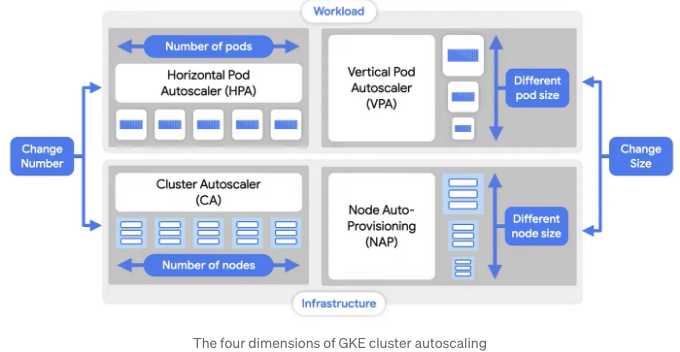 Workload
Number of pods
Horizontal Pod
Autoscaler (HPA)
Vertical Pod
Autoscaler
(VPA)
Different
pod size
Change
Number
Change
Size
Cluster Autoscaler
(CA)
Number of nodes
Node Auto-
Provisioning
(NAP)
Different
node size
Infrastructure
The four dimensions of GKE cluster autoscaling